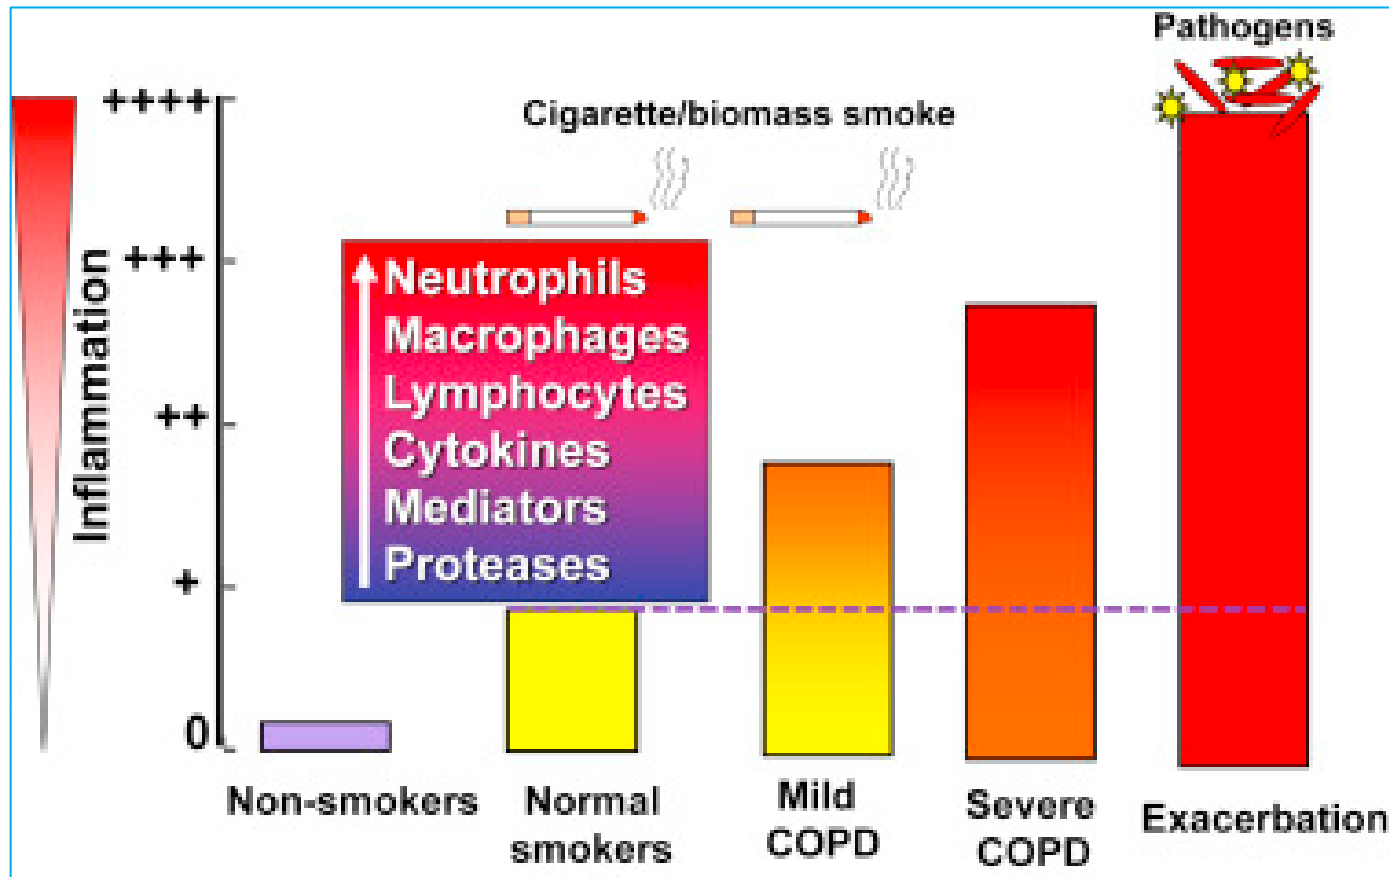 Pathogens
++++
Cigarette/biomass smoke
+++
Inflammation
++
+
0
Neutrophils
Macrophages
Lymphocytes
Cytokines
Mediators
Proteases
Non-smokers
Normal
smokers
Mild
COPD
Severe
COPD
Exacerbation